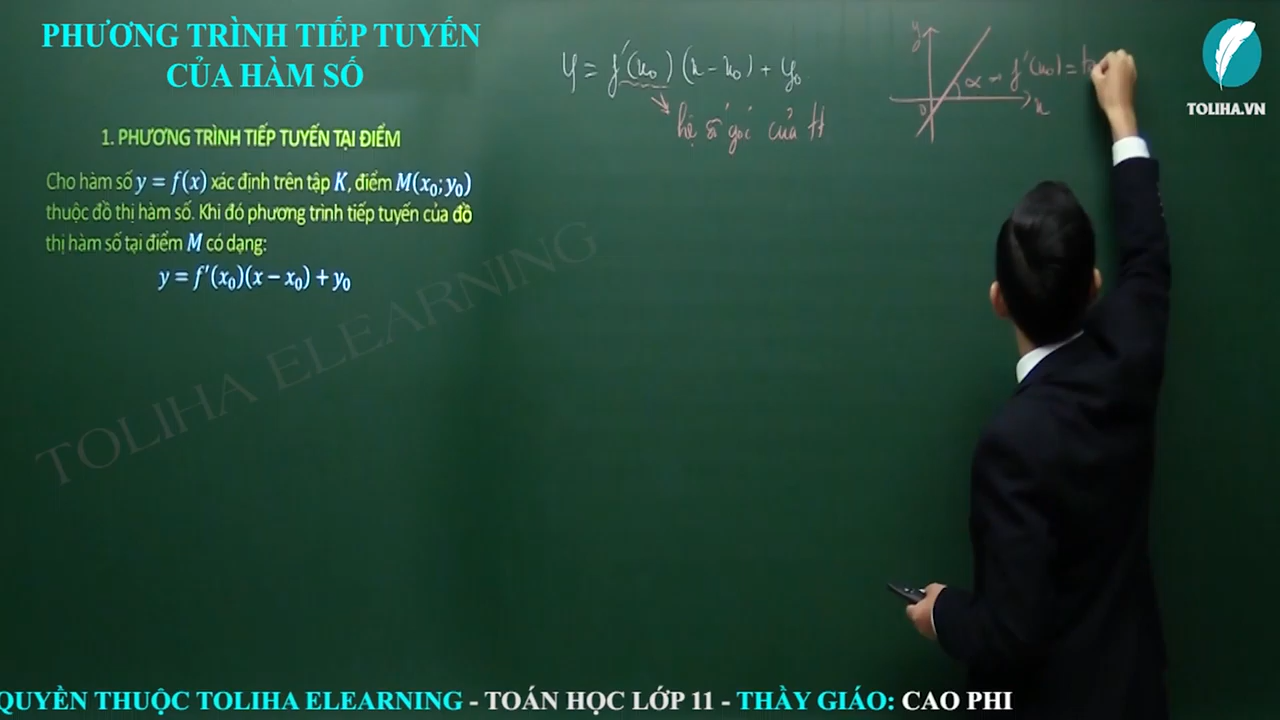 PHƯƠNG TRÌNH TIẾP TUYẾN
CỦA HÀM SỐ
1. PHƯƠNG TRÌNH TIẾP TUYẾN TẠI ĐIỂM
Cho hàm số y = f(x) xác định trên tập K, điểm M(x₀; y₀)
thuộc đồ thị hàm số. Khi đó phương trình tiếp tuyến của đồ
thị hàm số tại điểm M có dạng:
y = f′(x₀)(x − x₀) + y₀
y = f′(x₀)(x − x₀) + y₀
hệ số góc của tt
y
α → f′(x₀) =
0
x
TOLIHA.VN
TOLIHA ELEARNING
QUYỀN THUỘC TOLIHA ELEARNING - TOÁN HỌC LỚP 11 - THẦY GIÁO: CAO PHI